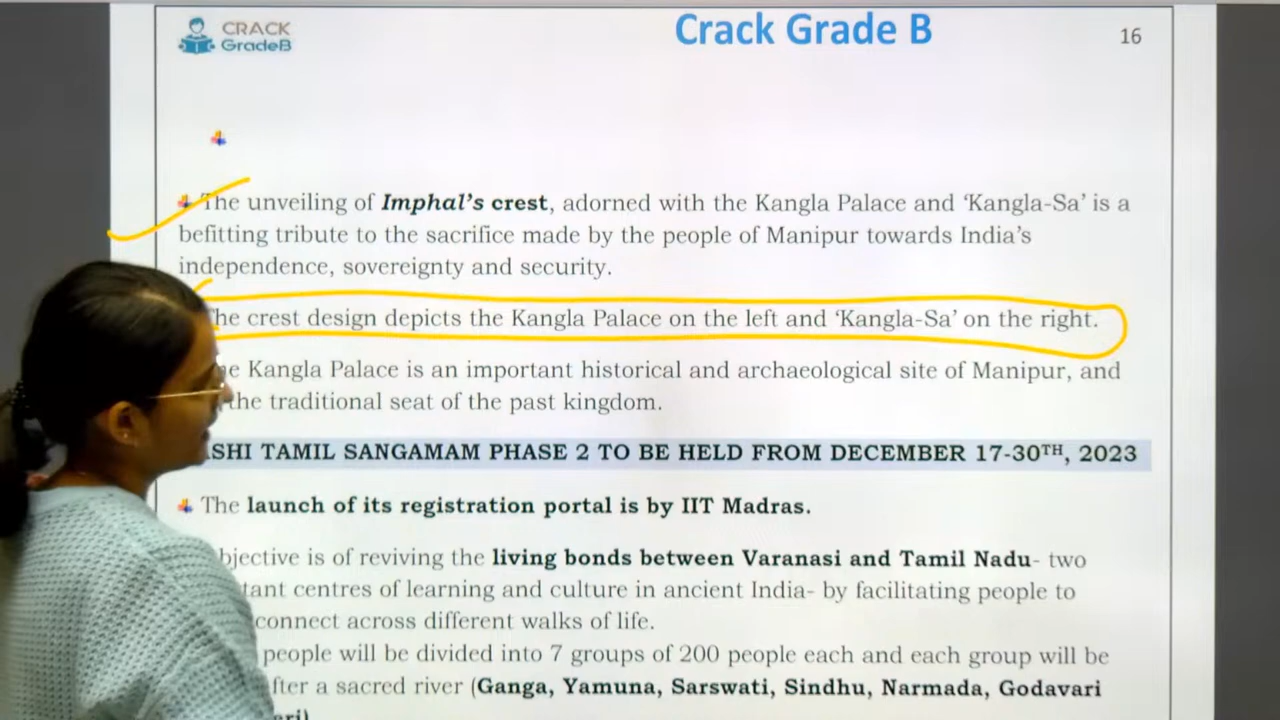 CRACK
GradeB
Crack Grade B
16
The unveiling of Imphal's crest, adorned with the Kangla Palace and 'Kangla-Sa' is a
befitting tribute to the sacrifice made by the people of Manipur towards India's
independence, sovereignty and security.
The crest design depicts the Kangla Palace on the left and 'Kangla-Sa' on the right.
Kangla Palace is an important historical and archaeological site of Manipur, and
the traditional seat of the past kingdom.
TAMIL SANGAMAM PHASE 2 TO BE HELD FROM DECEMBER 17-30TH, 2023
The launch of its registration portal is by IIT Madras.
is of reviving the living bonds between Varanasi and Tamil Nadu- two
centres of learning and culture in ancient India- by facilitating people to
connect across different walks of life.
people will be divided into 7 groups of 200 people each and each group will be
a sacred river (Ganga, Yamuna, Sarswati, Sindhu, Narmada, Godavari